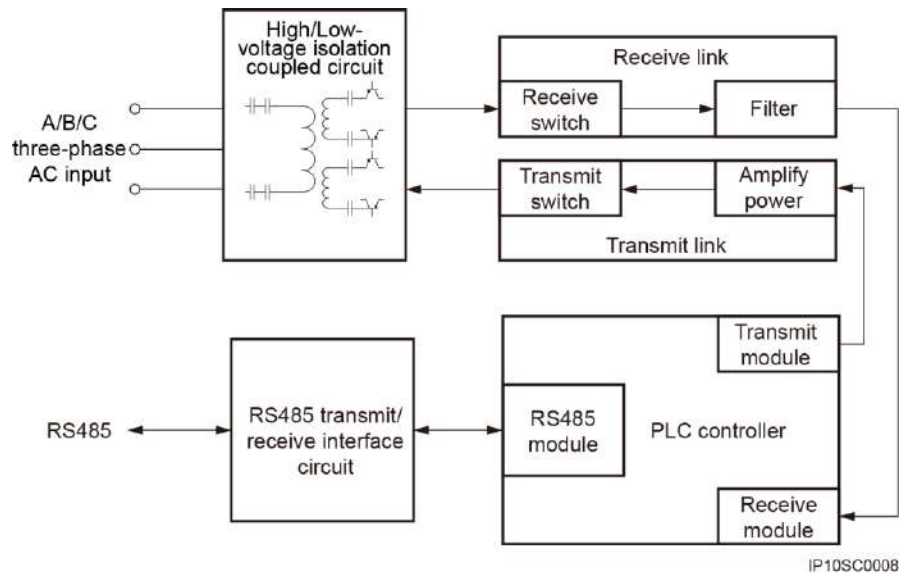 High/Low-
voltage isolation
coupled circuit
A/B/C
three-phase
AC input
Receive link
Receive
switch
Filter
Transmit
switch
Amplify
power
Transmit link
Transmit
module
RS485
RS485 transmit/
receive interface
circuit
RS485
module
PLC controller
Receive
module
IP10SC0008